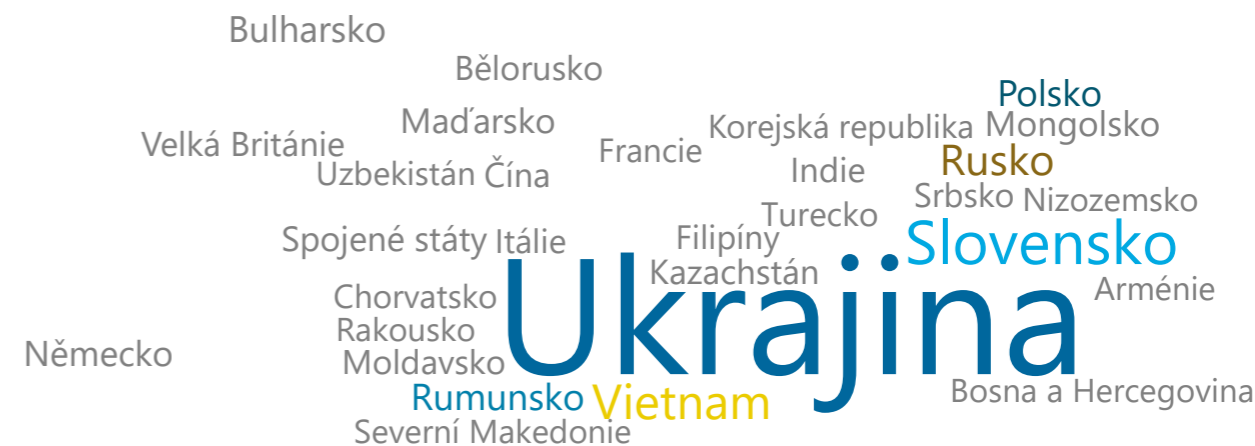 Bulharsko
Bělorusko
Polsko
Maďarsko
Korejská republika
Mongolsko
Velká Británie
Francie
Rusko
Uzbekistán
Čína
Indie
Srbsko
Nizozemsko
Turecko
Spojené státy
Itálie
Filipíny
Slovensko
Kazachstán
Chorvatsko
Arménie
Ukrajina
Rakousko
Německo
Moldavsko
Bosna a Hercegovina
Rumunsko
Vietnam
Severní Makedonie